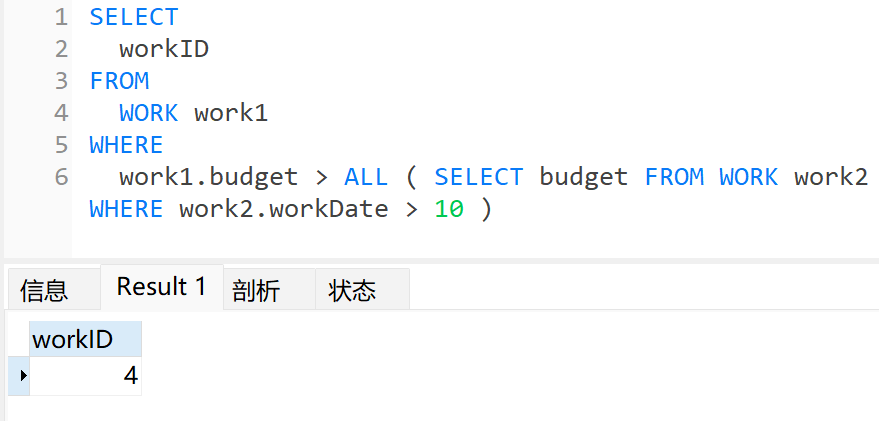 1 SELECT
2 workID
3 FROM
4 WORK work1
5 WHERE
6 work1.budget > ALL ( SELECT budget FROM WORK work2
WHERE work2.workDate > 10 )
信息 Result 1 剖析 状态
workID
4